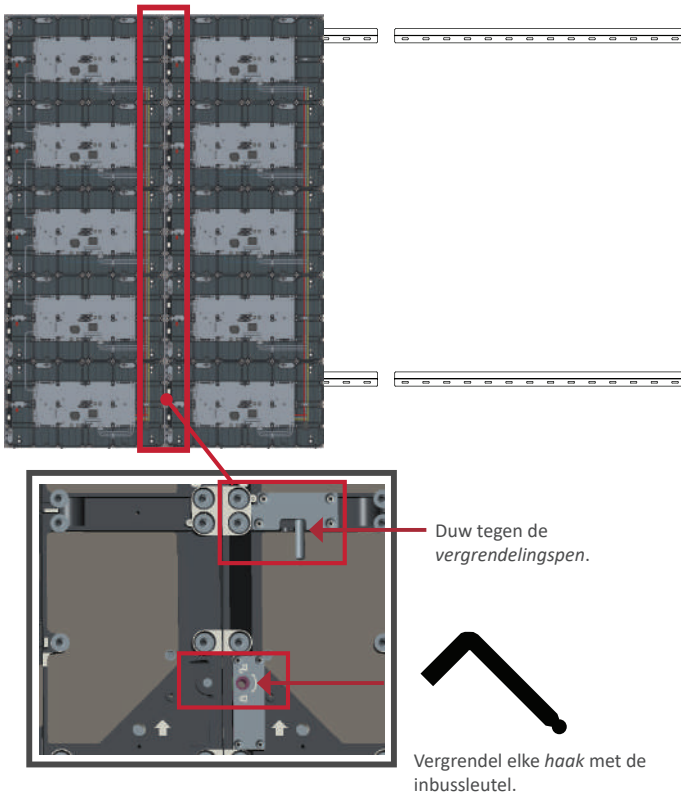 Duw tegen de
vergrendelingspen.
Vergrendel elke haak met de
inbussleutel.